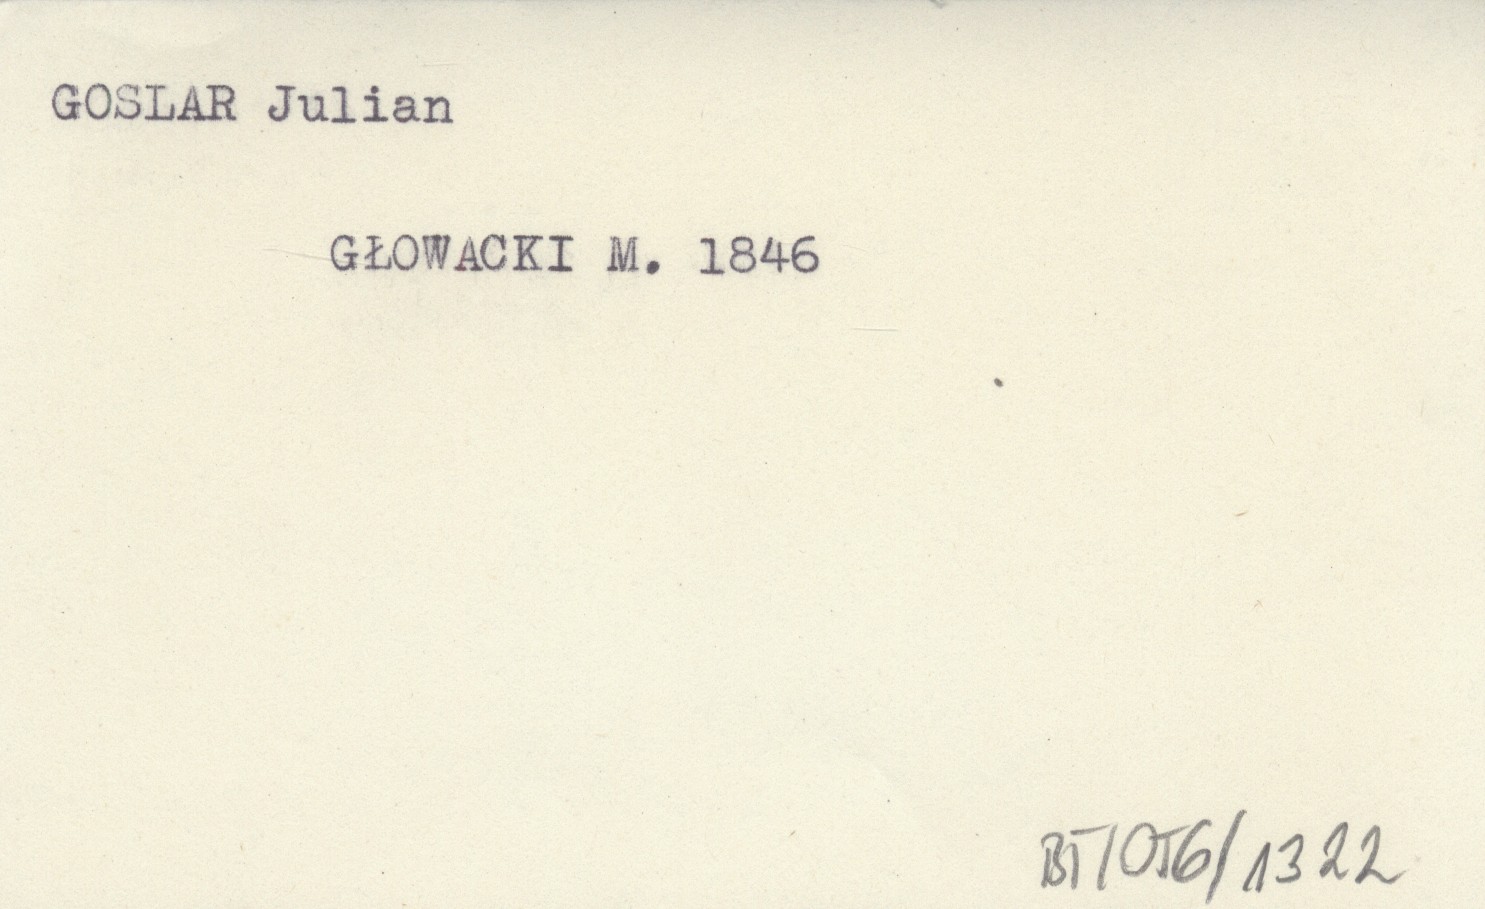 GOSLAR Julian
GŁOWACKI M. 1846
BT/OT6/1322